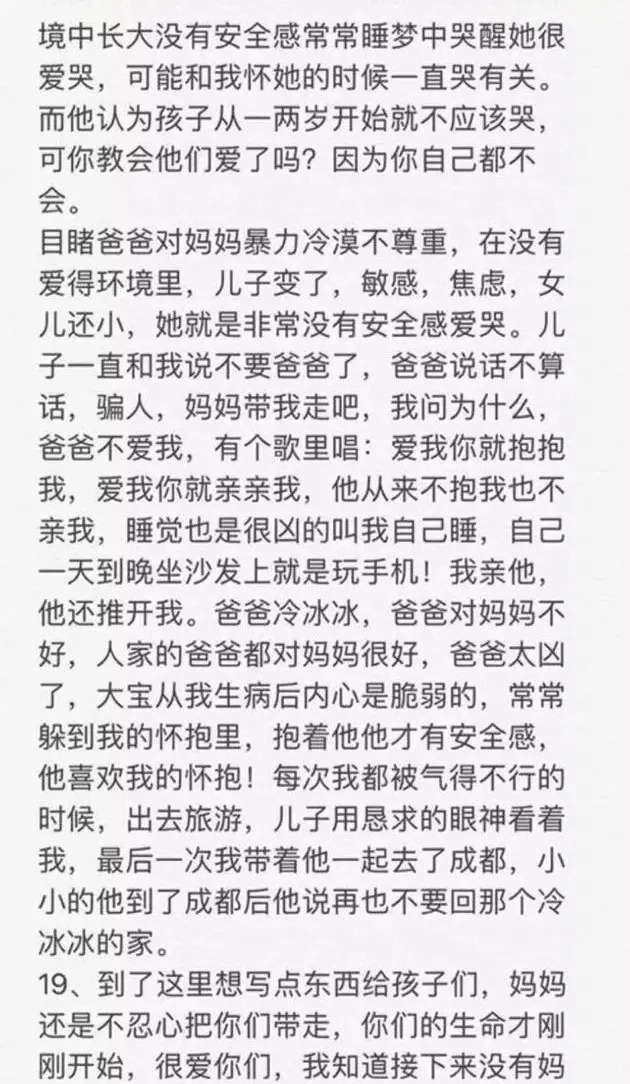 境中长大没有安全感常常睡梦中哭醒她很
爱哭，可能和我怀她的时候一直哭有关。
而他认为孩子从一两岁开始就不应该哭，
可你教会他们爱了吗？因为你自己都不
会。
目睹爸爸对妈妈暴力冷漠不尊重，在没有
爱得环境里，儿子变了，敏感，焦虑，女
儿还小，她就是非常没有安全感爱哭。儿
子一直和我说不要爸爸了，爸爸说话不算
话，骗人，妈妈带我走吧，我问为什么，
爸爸不爱我，有个歌里唱：爱我你就抱抱
我，爱我你就亲亲我，他从来不抱我也不
亲我，睡觉也是很凶的叫我自己睡，自己
一天到晚坐沙发上就是玩手机！我亲他，
他还推开我。爸爸冷冰冰，爸爸对妈妈不
好，人家的爸爸都对妈妈很好，爸爸太凶
了，大宝从我生病后内心是脆弱的，常常
躲到我的怀抱里，抱着他他才有安全感，
他喜欢我的怀抱！每次我都被气得不行的
时候，出去旅游，儿子用恳求的眼神看着
我，最后一次我带着他一起去了成都，小
小的他到了成都后他说再也不要回那个冷
冰冰的家。
19、到了这里想写点东西给孩子们，妈妈
还是不忍心把你们带走，你们的生命才刚
刚开始，很爱你们，我知道接下来没有妈